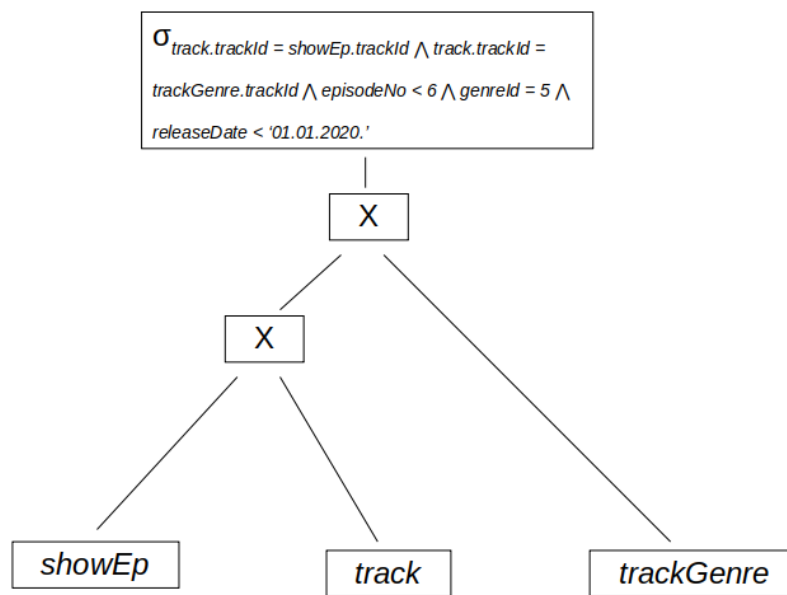 σtrack.trackId = showEp.trackId ⋀ track.trackId =
trackGenre.trackId ⋀ episodeNo < 6 ⋀ genreId = 5 ⋀
releaseDate < ‘01.01.2020.’
X
X
showEp
track
trackGenre